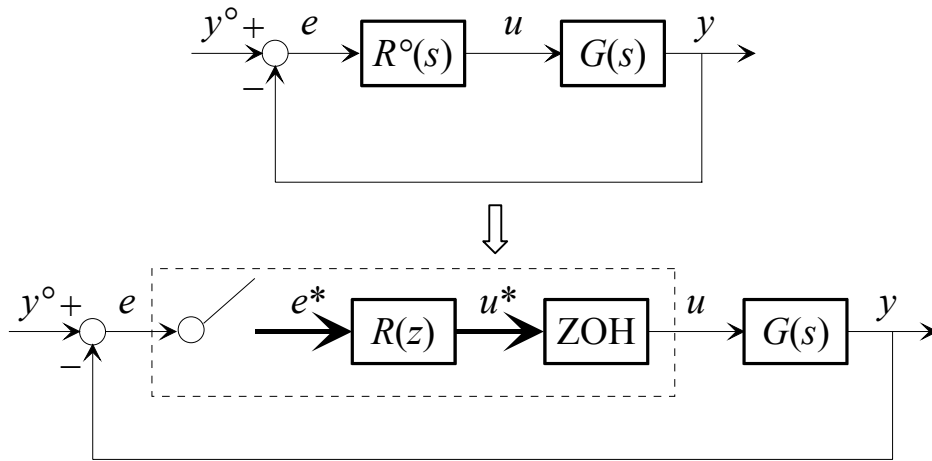 y° + e R°(s) u G(s) y
−
y° + e e* R(z) u* ZOH u G(s) y
−